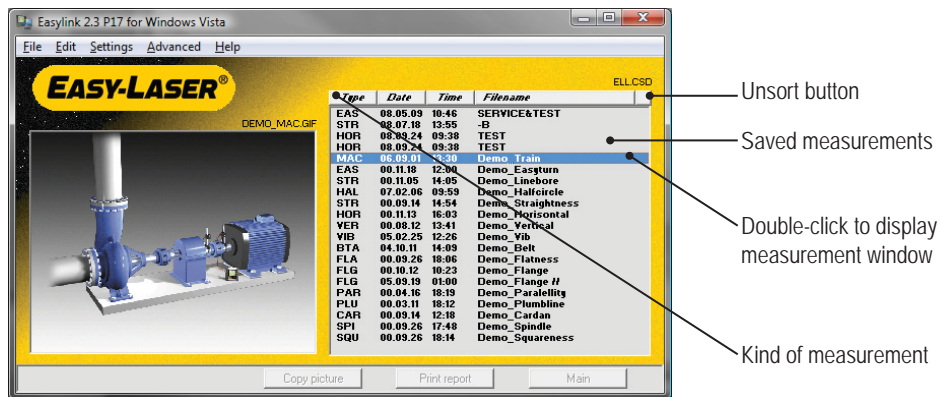 Easylink 2.3 P17 for Windows Vista
File Edit Settings Advanced Help
EASY-LASER®
ELL.CSD
DEMO_MAC.GIF
Type Date Time Filename
EAS 08.05.09 10:46 SERVICE&TEST
STR 08.07.18 13:55 -B
HOR 08.09.24 09:38 TEST
HOR 08.09.24 09:38 TEST
MAC 06.09.01 13:30 Demo_Train
EAS 00.11.18 12:00 Demo_Easyturn
STR 00.11.05 14:05 Demo_Linebore
HAL 07.02.06 09:59 Demo_Halfcircle
STR 00.09.14 14:54 Demo_Straightness
HOR 00.11.13 16:03 Demo_Horisontal
VER 00.08.12 13:41 Demo_Vertical
VIB 05.02.25 12:26 Demo_Vib
BTA 04.10.11 14:09 Demo_Belt
FLA 00.09.26 18:06 Demo_Flatness
FLG 00.10.12 10:23 Demo_Flange
FLG 05.09.19 01:00 Demo_Flange //
PAR 00.04.16 18:19 Demo_Paralellity
PLU 00.03.11 18:12 Demo_Plumbline
CAR 00.09.14 12:18 Demo_Cardan
SPI 00.09.26 17:48 Demo_Spindle
SQU 00.09.26 18:14 Demo_Squareness
Copy picture Print report Main
Unsort button
Saved measurements
Double-click to display
measurement window
Kind of measurement